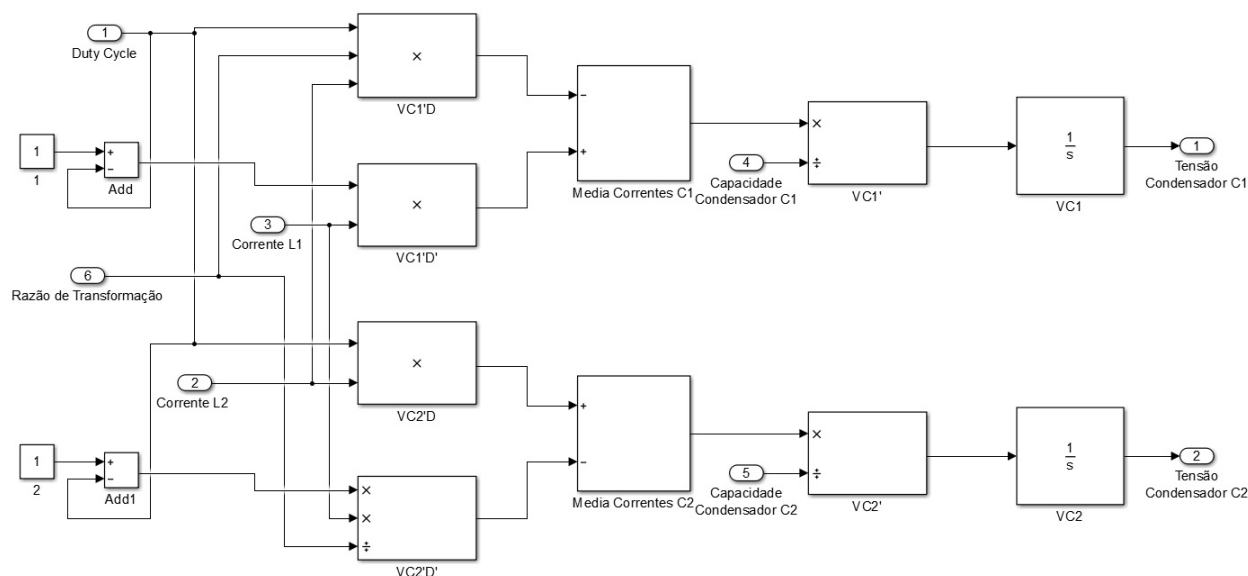 1
Duty Cycle
×
VC1'D
1
1
+
−
Add
×
VC1'D'
3
Corrente L1
6
Razão de Transformação
−
+
Media Correntes C1
4
Capacidade
Condensador C1
×
÷
VC1'
1
s
VC1
1
Tensão
Condensador C1
×
VC2'D
2
Corrente L2
1
2
+
−
Add1
×
×
÷
VC2'D'
+
−
Media Correntes C2
5
Capacidade
Condensador C2
×
÷
VC2'
1
s
VC2
2
Tensão
Condensador C2